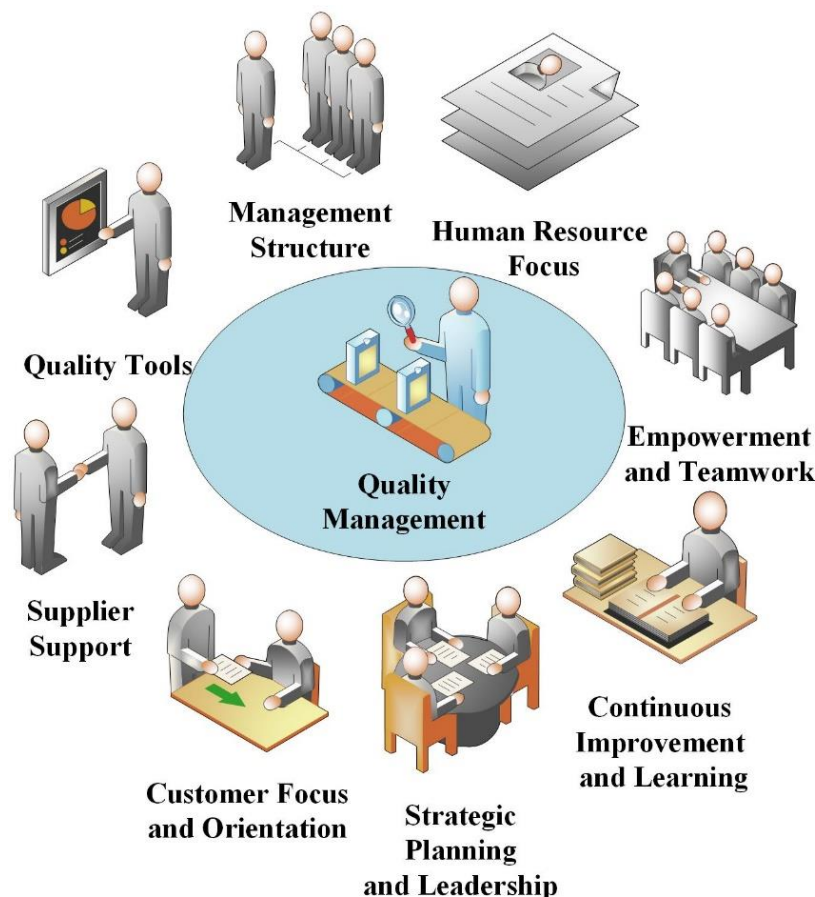 Management
Structure
Human Resource
Focus
Quality Tools
Empowerment
and Teamwork
Quality
Management
Supplier
Support
Continuous
Improvement
and Learning
Customer Focus
and Orientation
Strategic
Planning
and Leadership